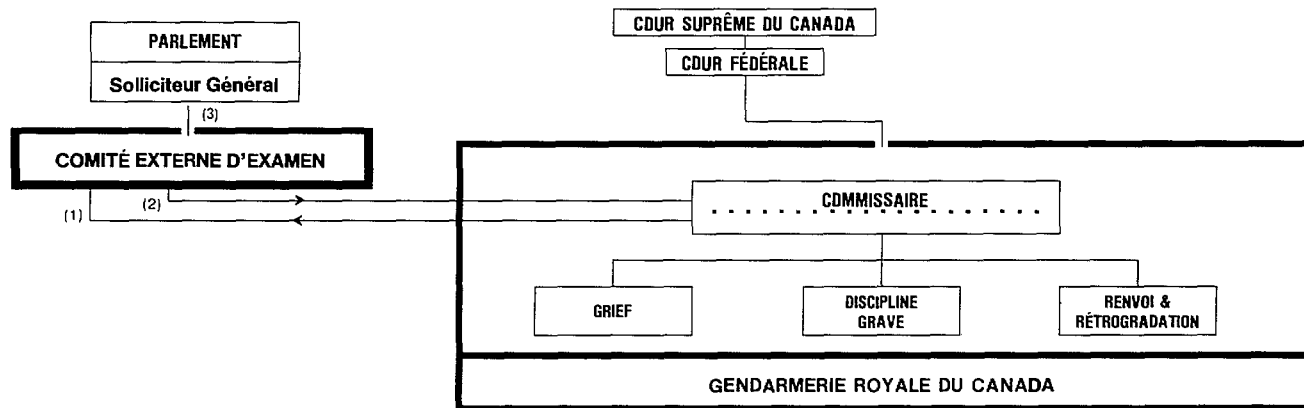 PARLEMENT
Solliciteur Général
(3)
COMITÉ EXTERNE D'EXAMEN
(1)
(2)
CDUR SUPRÊME DU CANADA
CDUR FÉDÉRALE
CDMMISSAIRE
GRIEF
DISCIPLINE
GRAVE
RENVOI &
RÉTROGRADATION
GENDARMERIE ROYALE DU CANADA